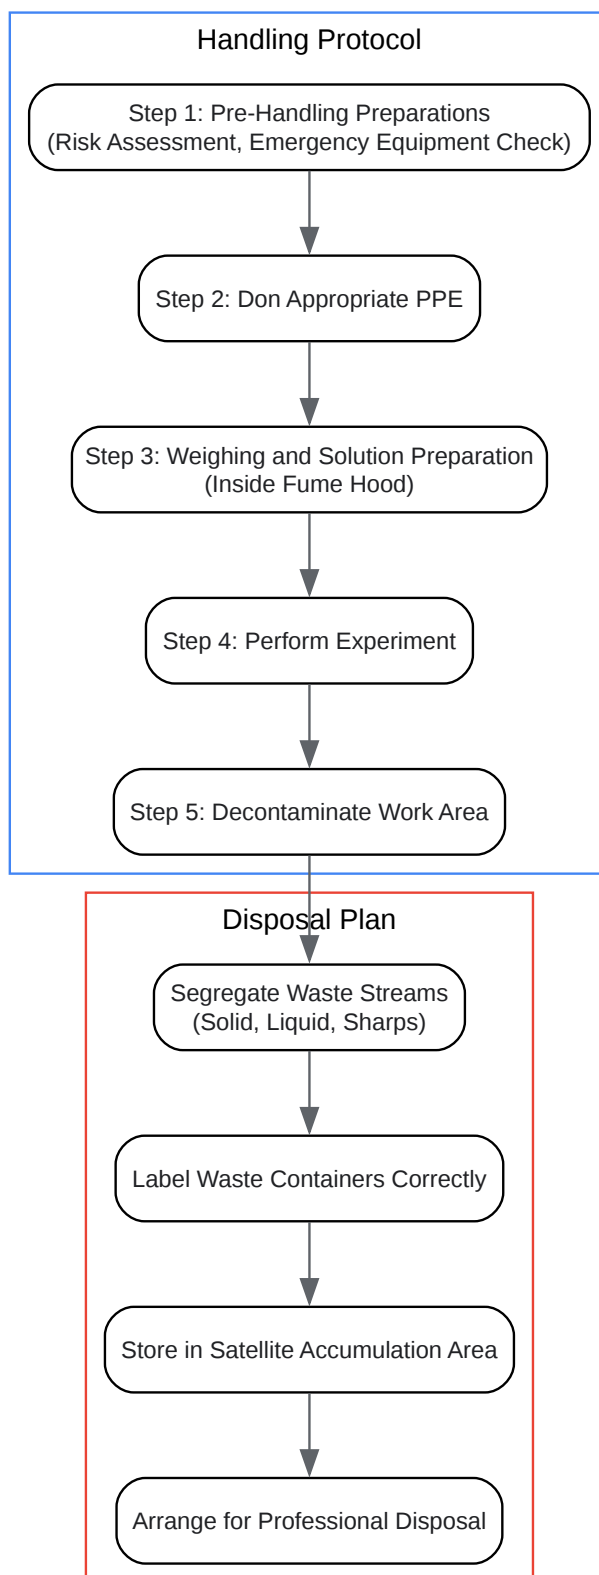 Handling Protocol
Step 1: Pre-Handling Preparations
(Risk Assessment, Emergency Equipment Check)
Step 2: Don Appropriate PPE
Step 3: Weighing and Solution Preparation
(Inside Fume Hood)
Step 4: Perform Experiment
Step 5: Decontaminate Work Area
Disposal Plan
Segregate Waste Streams
(Solid, Liquid, Sharps)
Label Waste Containers Correctly
Store in Satellite Accumulation Area
Arrange for Professional Disposal